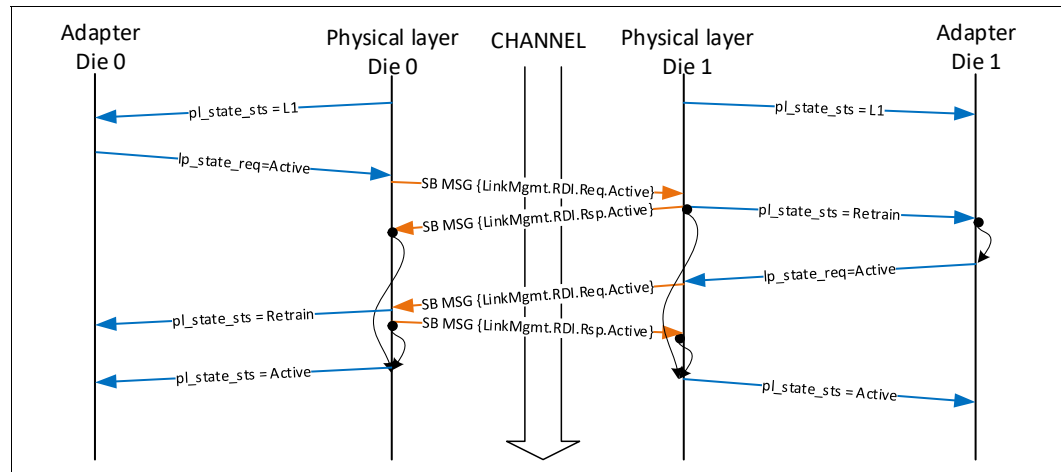 Adapter
Die 0
Physical layer
Die 0
CHANNEL
Physical layer
Die 1
Adapter
Die 1
pl_state_sts = L1
pl_state_sts = L1
lp_state_req=Active
SB MSG {LinkMgmt.RDI.Req.Active}
SB MSG {LinkMgmt.RDI.Rsp.Active}
pl_state_sts = Retrain
lp_state_req=Active
SB MSG {LinkMgmt.RDI.Req.Active}
pl_state_sts = Retrain
SB MSG {LinkMgmt.RDI.Rsp.Active}
pl_state_sts = Active
pl_state_sts = Active